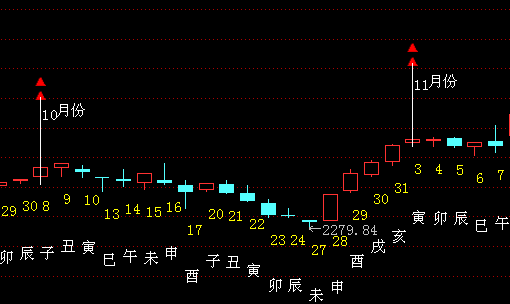 10月份
11月份
29 30 8 9 10 13 14 15 16 17 20 21 22 23 24 27 28 29 30 31 3 4 5 6 7
←2279.84
卯 辰 子 丑 寅 巳 午 未 申 酉 子 丑 寅 卯 辰 未 申 酉 戌 亥 寅 卯 辰 巳 午